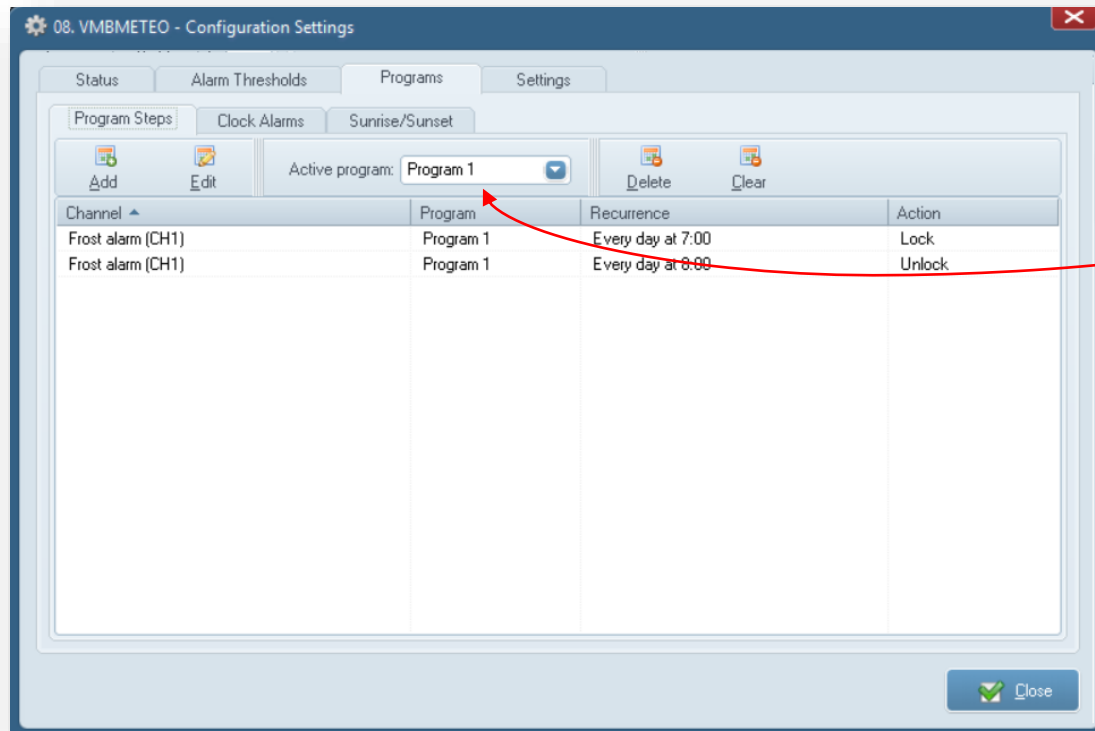 08. VMBMETEO - Configuration Settings
Status Alarm Thresholds Programs Settings
Program Steps Clock Alarms Sunrise/Sunset
Add Edit Active program: Program 1 Delete Clear
Channel Program Recurrence Action
Frost alarm (CH1) Program 1 Every day at 7:00 Lock
Frost alarm (CH1) Program 1 Every day at Unlock
Close